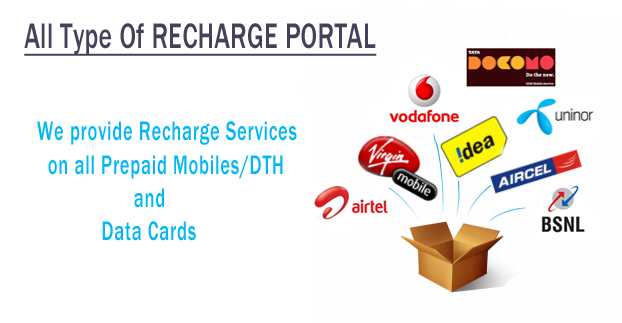 All Type Of RECHARGE PORTAL
We provide Recharge Services
on all Prepaid Mobiles/DTH
and
Data Cards
TATA
DOCOMO
Do the new.
vodafone
uninor
!dea
Virgin
mobile
AIRCEL
airtel
BSNL